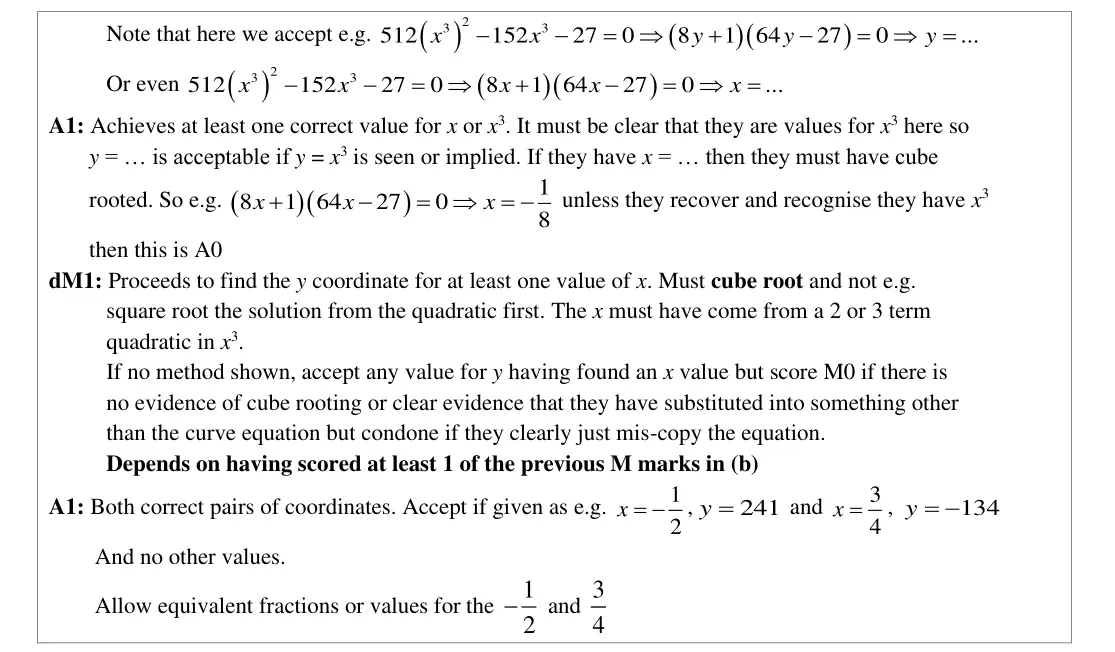 Note that here we accept e.g. 512(x³)² −152x³ −27 = 0 ⇒ (8y+1)(64y−27) = 0 ⇒ y = ...
Or even 512(x³)² −152x³ −27 = 0 ⇒ (8x+1)(64x−27) = 0 ⇒ x = ...
A1: Achieves at least one correct value for x or x³. It must be clear that they are values for x³ here so
y = … is acceptable if y = x³ is seen or implied. If they have x = … then they must have cube
rooted. So e.g. (8x+1)(64x−27) = 0 ⇒ x = −1/8 unless they recover and recognise they have x³
then this is A0
dM1: Proceeds to find the y coordinate for at least one value of x. Must cube root and not e.g.
square root the solution from the quadratic first. The x must have come from a 2 or 3 term
quadratic in x³.
If no method shown, accept any value for y having found an x value but score M0 if there is
no evidence of cube rooting or clear evidence that they have substituted into something other
than the curve equation but condone if they clearly just mis-copy the equation.
Depends on having scored at least 1 of the previous M marks in (b)
A1: Both correct pairs of coordinates. Accept if given as e.g. x = −1/2, y = 241 and x = 3/4, y = −134
And no other values.
Allow equivalent fractions or values for the −1/2 and 3/4